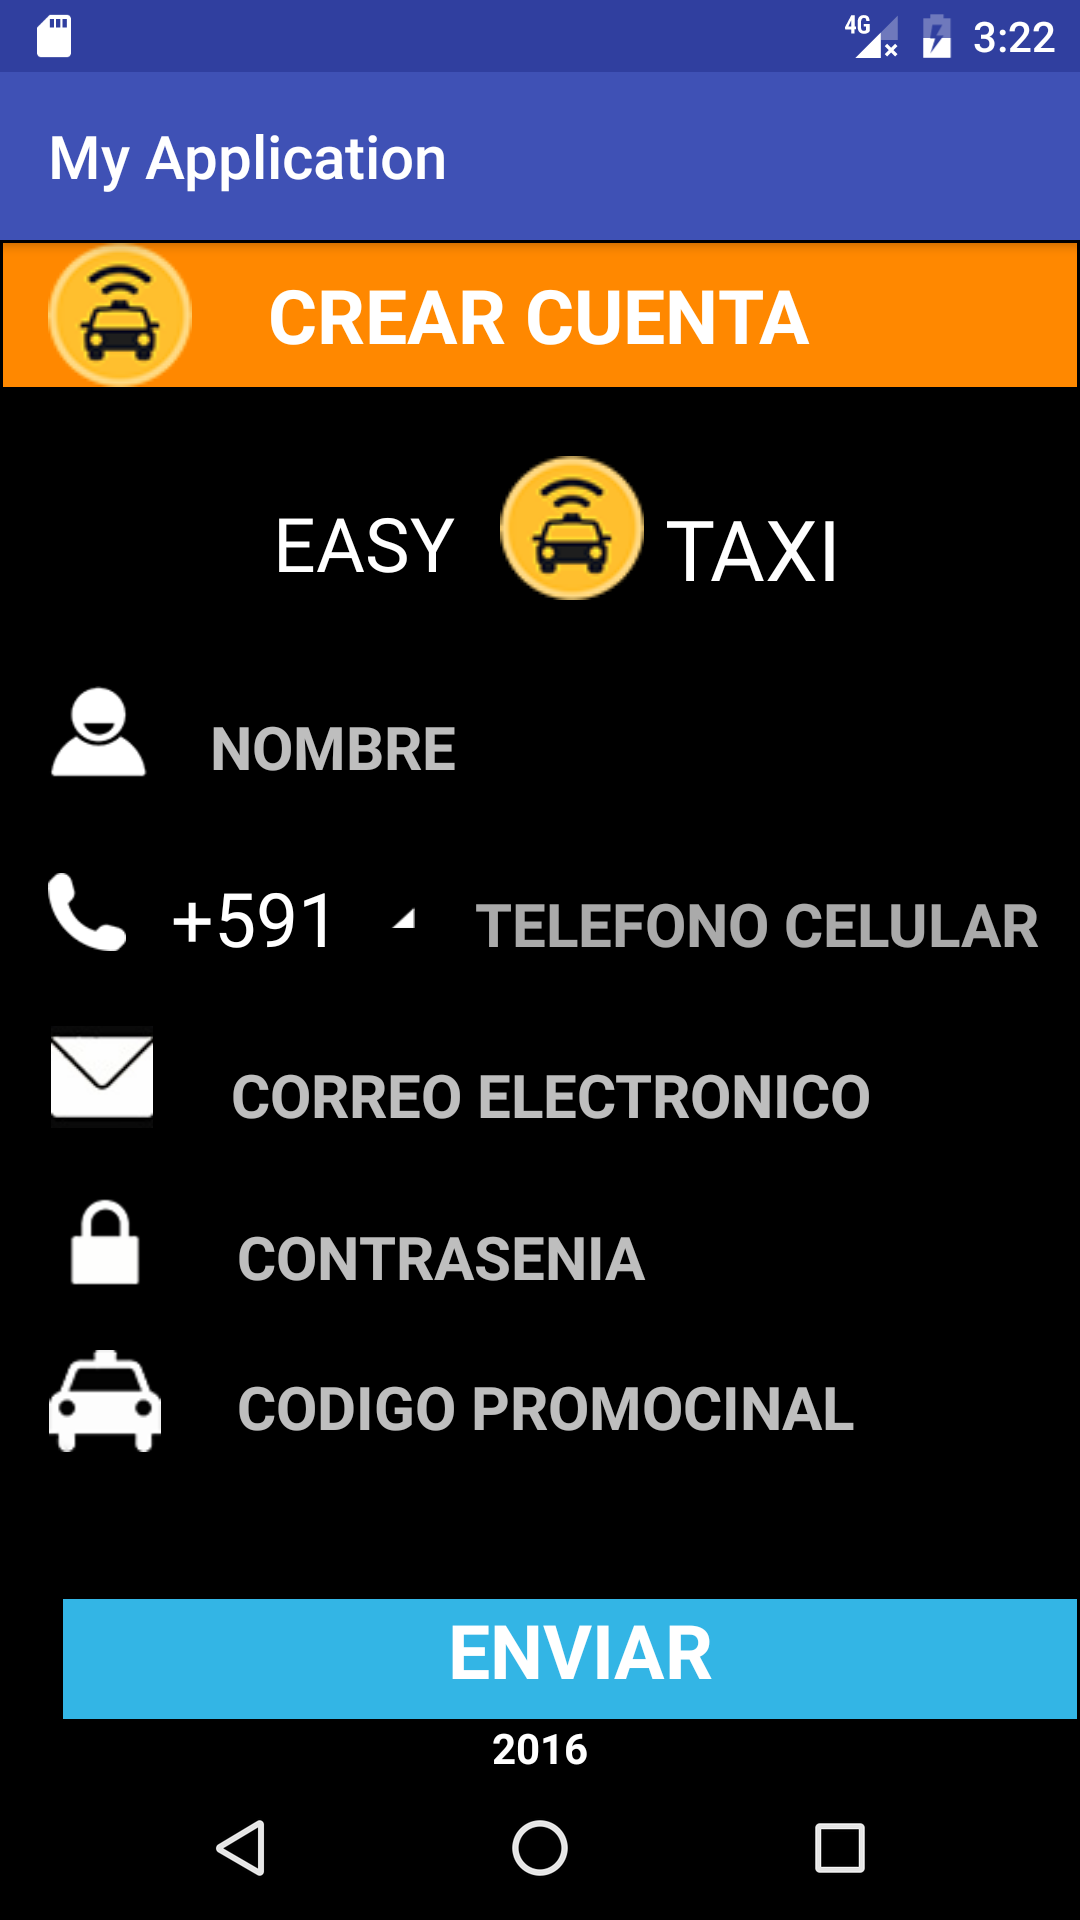 4G 3:22
My Application
CREAR CUENTA
EASY TAXI
NOMBRE
+591 TELEFONO CELULAR
CORREO ELECTRONICO
CONTRASENIA
CODIGO PROMOCINAL
ENVIAR
2016